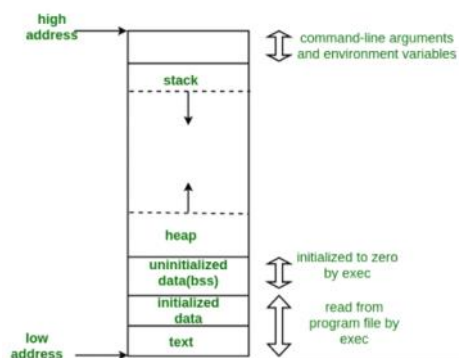 high
address
command-line arguments
and environment variables
stack
heap
uninitialized
data(bss)
initialized to zero
by exec
initialized
data
read from
program file by
exec
text
low
address